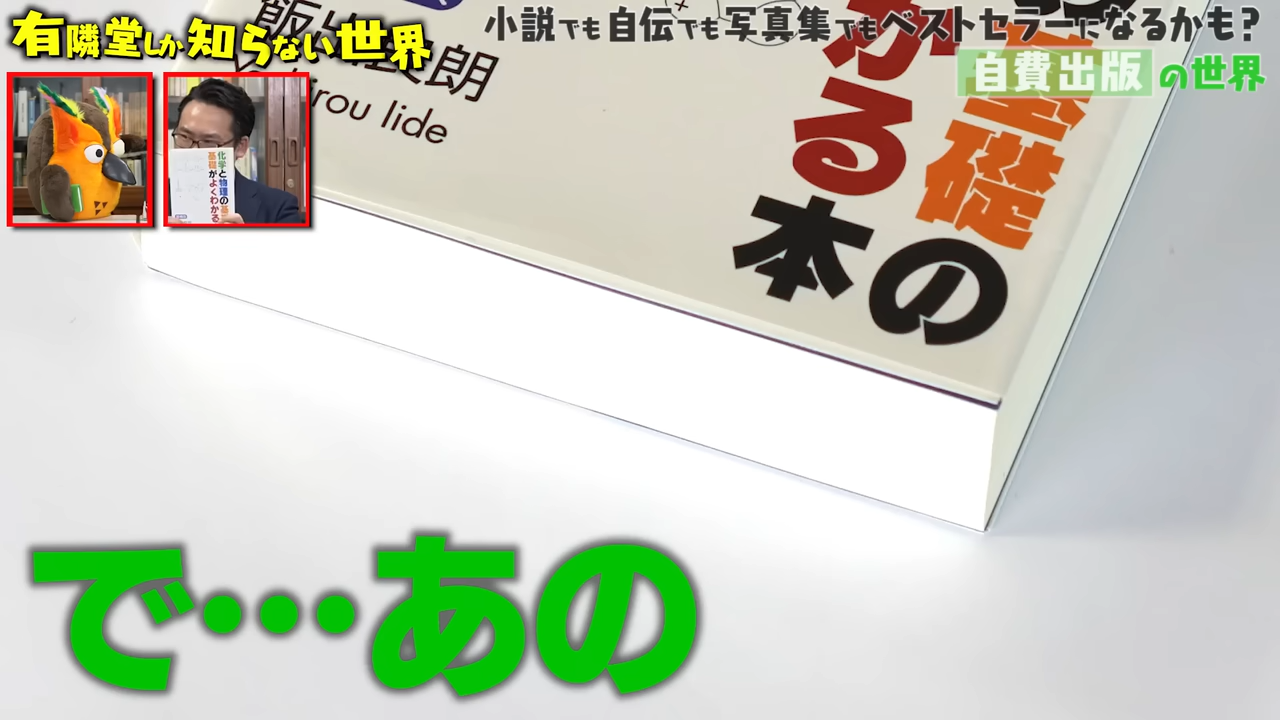 有隣堂しか知らない世界
小説でも自伝でも写真集でもベストセラーになるかも?
自費出版の世界
化学と物理の
基礎がよくわかる
朗
rou Iide
基礎の
かる本
で…あの